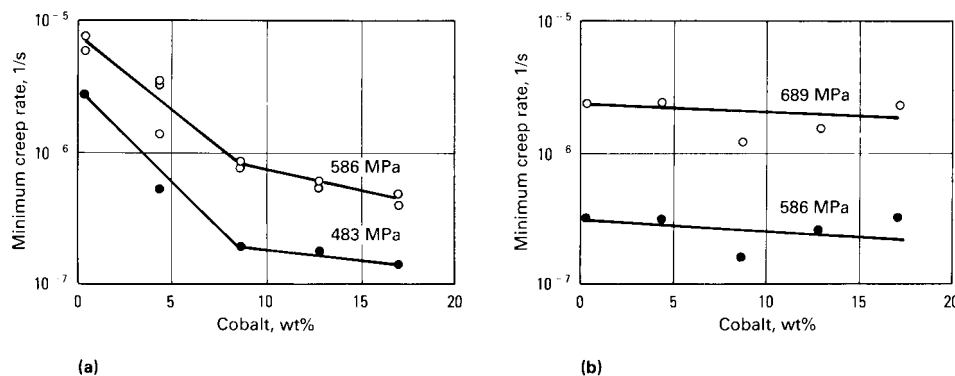 10⁻⁵
10⁻⁶
10⁻⁷
Minimum creep rate, 1/s
586 MPa
483 MPa
0 5 10 15 20
Cobalt, wt%
(a)
10⁻⁵
10⁻⁶
10⁻⁷
Minimum creep rate, 1/s
689 MPa
586 MPa
0 5 10 15 20
Cobalt, wt%
(b)